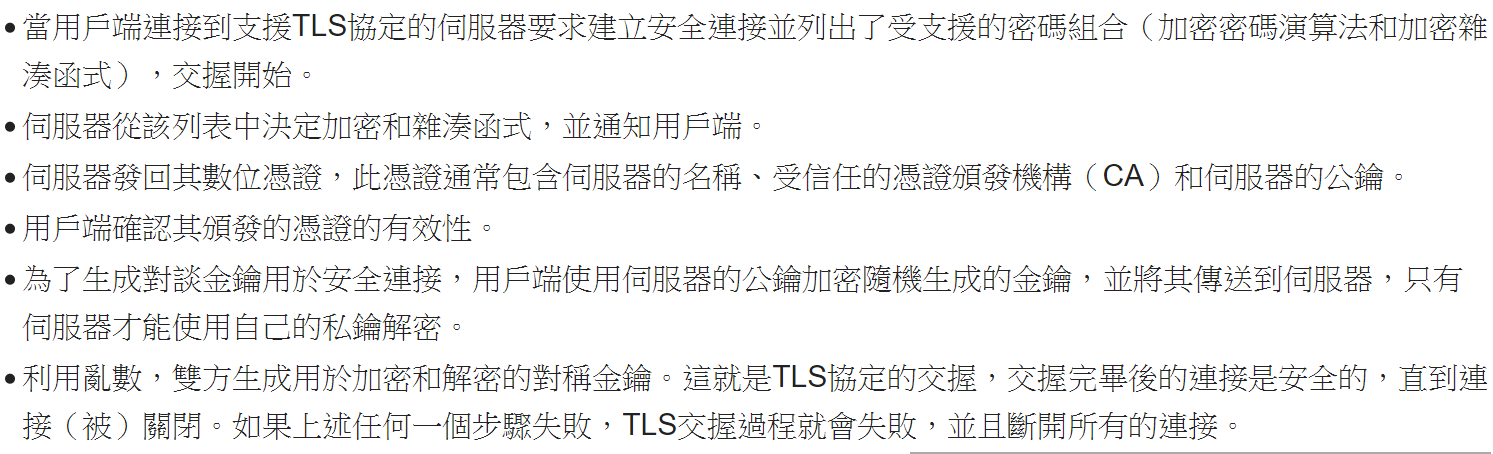 •當用戶端連接到支援TLS協定的伺服器要求建立安全連接並列出了受支援的密碼組合（加密密碼演算法和加密雜
湊函式），交握開始。
•伺服器從該列表中決定加密和雜湊函式，並通知用戶端。
•伺服器發回其數位憑證，此憑證通常包含伺服器的名稱、受信任的憑證頒發機構（CA）和伺服器的公鑰。
•用戶端確認其頒發的憑證的有效性。
•為了生成對談金鑰用於安全連接，用戶端使用伺服器的公鑰加密隨機生成的金鑰，並將其傳送到伺服器，只有
伺服器才能使用自己的私鑰解密。
•利用亂數，雙方生成用於加密和解密的對稱金鑰。這就是TLS協定的交握，交握完畢後的連接是安全的，直到連
接（被）關閉。如果上述任何一個步驟失敗，TLS交握過程就會失敗，並且斷開所有的連接。